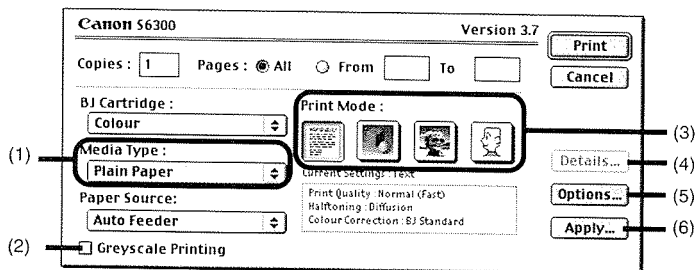 Canon S6300 Version 3.7
Print
Copies : 1 Pages : All From To
Cancel
BJ Cartridge :
Colour
Print Mode :
(3)
(1)
Media Type :
Plain Paper
Current Settings : Text
Details...
(4)
Print Quality : Normal (Fast)
Halftoning : Diffusion
Colour Correction : BJ Standard
Paper Source:
Auto Feeder
Options...
(5)
Apply...
(6)
(2)
Greyscale Printing